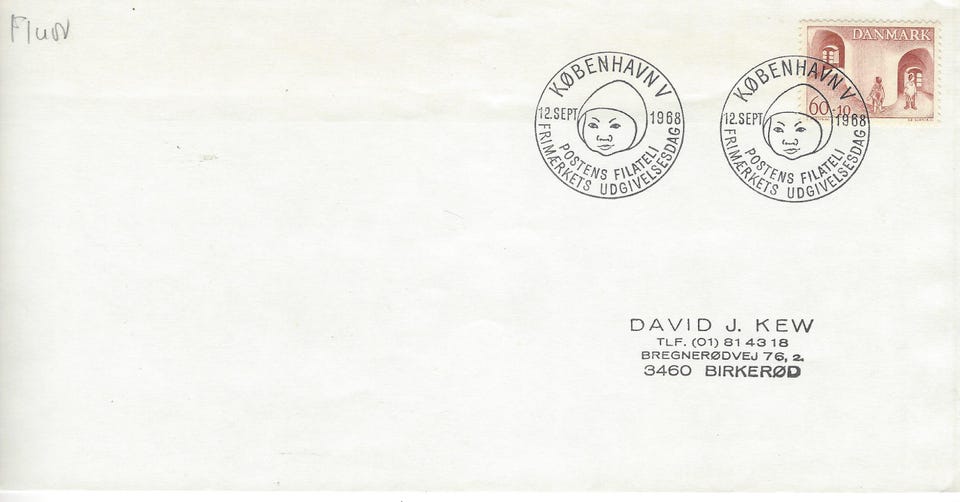 Fluor
DANMARK
60+10
KØBENHAVN V
12.SEPT 1968
POSTENS FILATELI
FRIMÆRKETS UDGIVELSESDAG
KØBENHAVN V
12.SEPT 1968
POSTENS FILATELI
FRIMÆRKETS UDGIVELSESDAG
DAVID J. KEW
TLF. (01) 81 43 18
BREGNERØDVEJ 76, 2.
3460 BIRKERØD